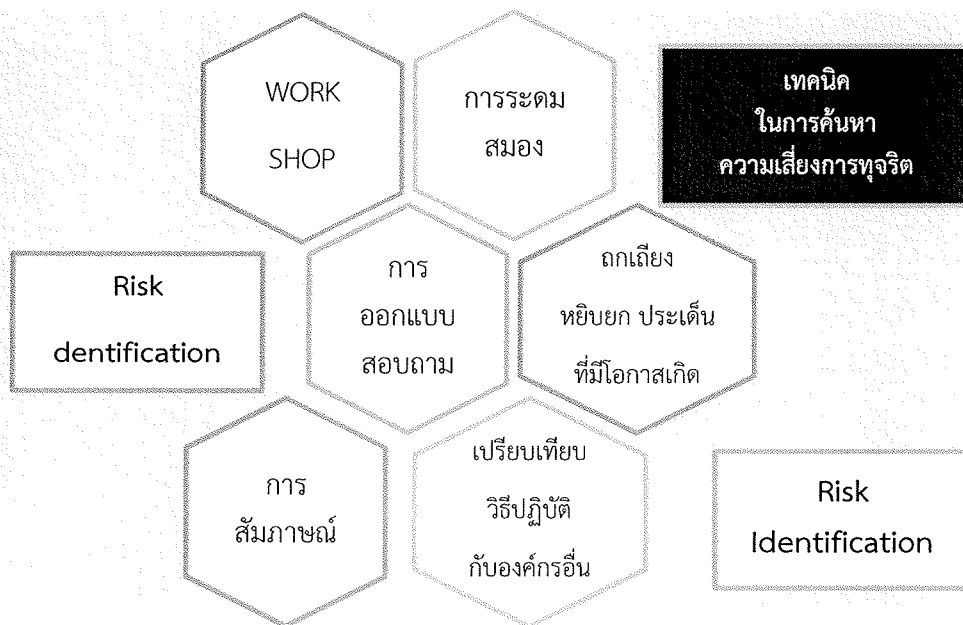 WORK
SHOP
การระดม
สมอง
เทคนิค
ในการค้นหา
ความเสี่ยงการทุจริต
Risk
dentification
การ
ออกแบบ
สอบถาม
ถกเถียง
หยิบยก ประเด็น
ที่มีโอกาสเกิด
การ
สัมภาษณ์
เปรียบเทียบ
วิธีปฏิบัติ
กับองค์กรอื่น
Risk
Identification